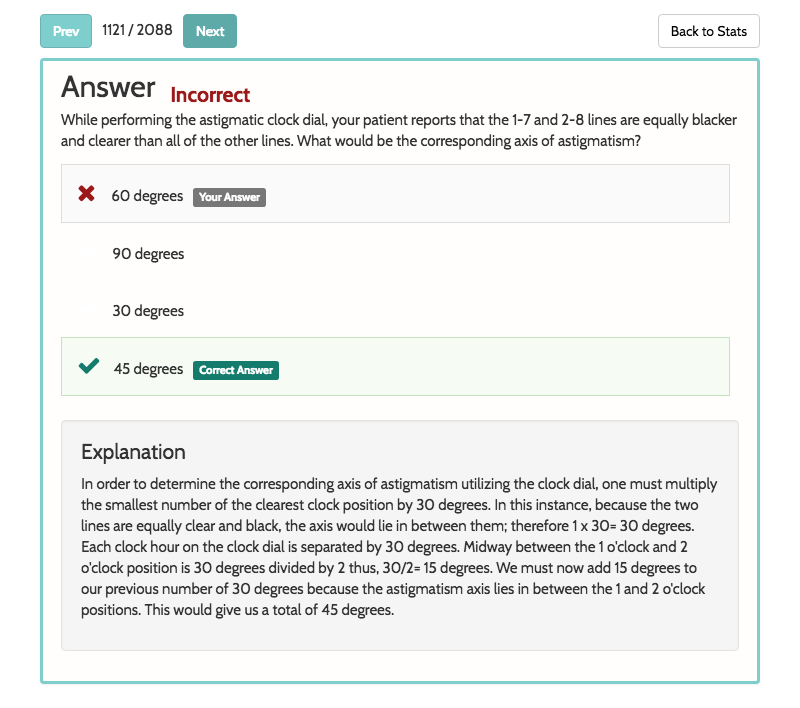 Prev 1121 / 2088 Next Back to Stats
Answer Incorrect
While performing the astigmatic clock dial, your patient reports that the 1-7 and 2-8 lines are equally blacker
and clearer than all of the other lines. What would be the corresponding axis of astigmatism?
60 degrees Your Answer
90 degrees
30 degrees
45 degrees Correct Answer
Explanation
In order to determine the corresponding axis of astigmatism utilizing the clock dial, one must multiply
the smallest number of the clearest clock position by 30 degrees. In this instance, because the two
lines are equally clear and black, the axis would lie in between them; therefore 1 x 30= 30 degrees.
Each clock hour on the clock dial is separated by 30 degrees. Midway between the 1 o'clock and 2
o'clock position is 30 degrees divided by 2 thus, 30/2= 15 degrees. We must now add 15 degrees to
our previous number of 30 degrees because the astigmatism axis lies in between the 1 and 2 o'clock
positions. This would give us a total of 45 degrees.